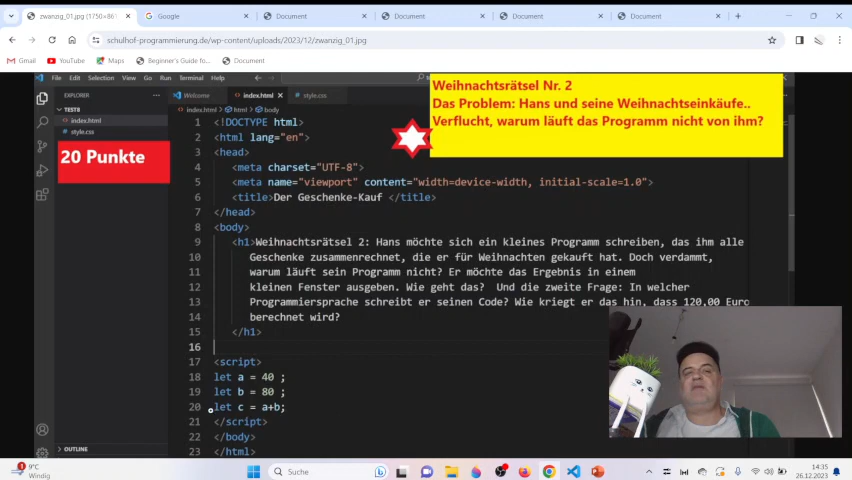 zwanzig_01.jpg (1750×86
Google
Document
Document
Document
Document
schulhof-programmierung.de/wp-content/uploads/2023/12/zwanzig_01.jpg
Gmail
YouTube
Maps
Beginner's Guide fo...
Document
File Edit Selection View Go Run Terminal Help
Weihnachtsrätsel Nr. 2
Das Problem: Hans und seine Weihnachtseinkäufe..
Verflucht, warum läuft das Programm nicht von ihm?
EXPLORER
TEST8
index.html
style.css
20 Punkte
OUTLINE
Welcome
index.html
style.css
index.html > html > body
1 <!DOCTYPE html>
2 <html lang="en">
3 <head>
4 <meta charset="UTF-8">
5 <meta name="viewport" content="width=device-width, initial-scale=1.0">
6 <title>Der Geschenke-Kauf </title>
7 </head>
8 <body>
9 <h1>Weihnachtsrätsel 2: Hans möchte sich ein kleines Programm schreiben, das ihm alle
10 Geschenke zusammenrechnet, die er für Weihnachten gekauft hat. Doch verdammt,
11 warum läuft sein Programm nicht? Er möchte das Ergebnis in einem
12 kleinen Fenster ausgeben. Wie geht das? Und die zweite Frage: In welcher
13 Programmiersprache schreibt er seinen Code? Wie kriegt er das hin, dass 120,00 Euro
14 berechnet wird?
15 </h1>
16
17 <script>
18 let a = 40 ;
19 let b = 80 ;
20 let c = a+b;
21 </script>
22 </body>
23 </html>
9°C
Windig
Suche
14:35
26.12.2023